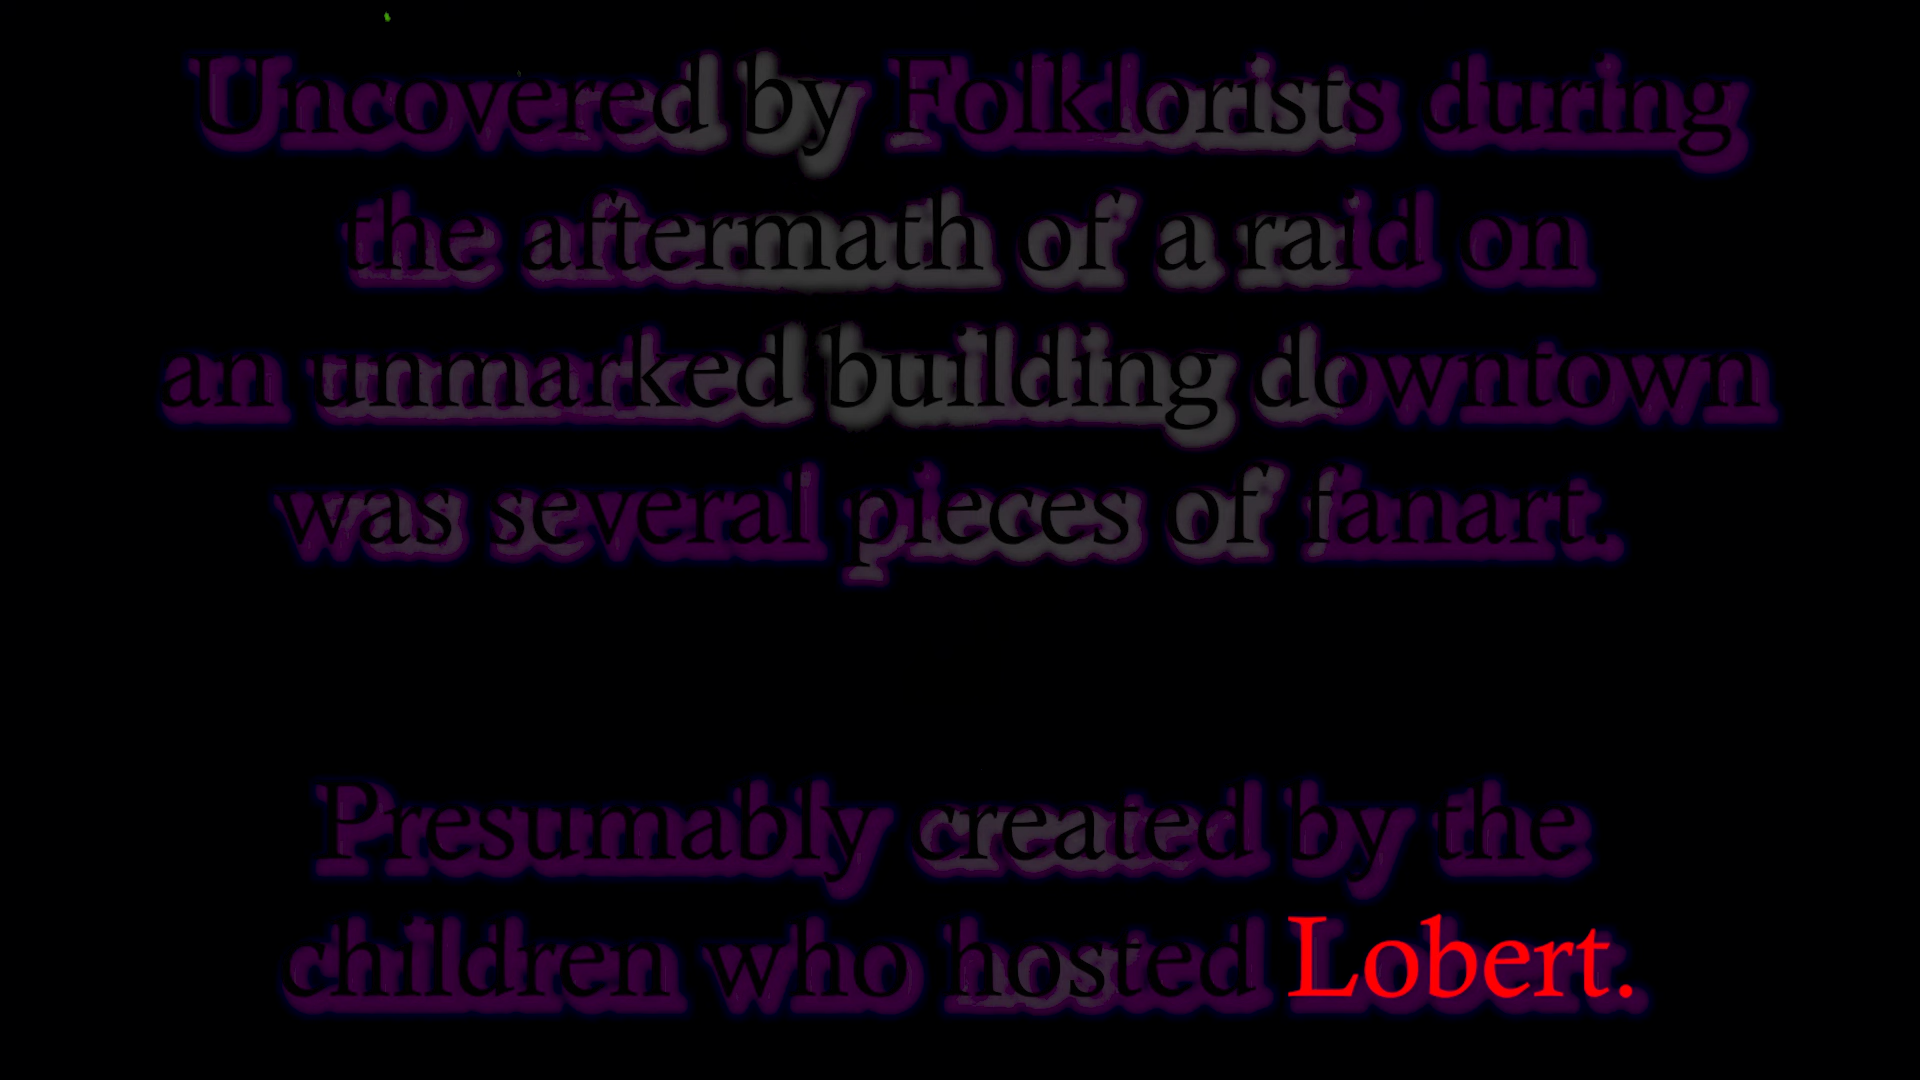 Uncovered by Folklorists during
the aftermath of a raid on
an unmarked building downtown
was several pieces of fanart.
Presumably created by the
children who hosted Lobert.